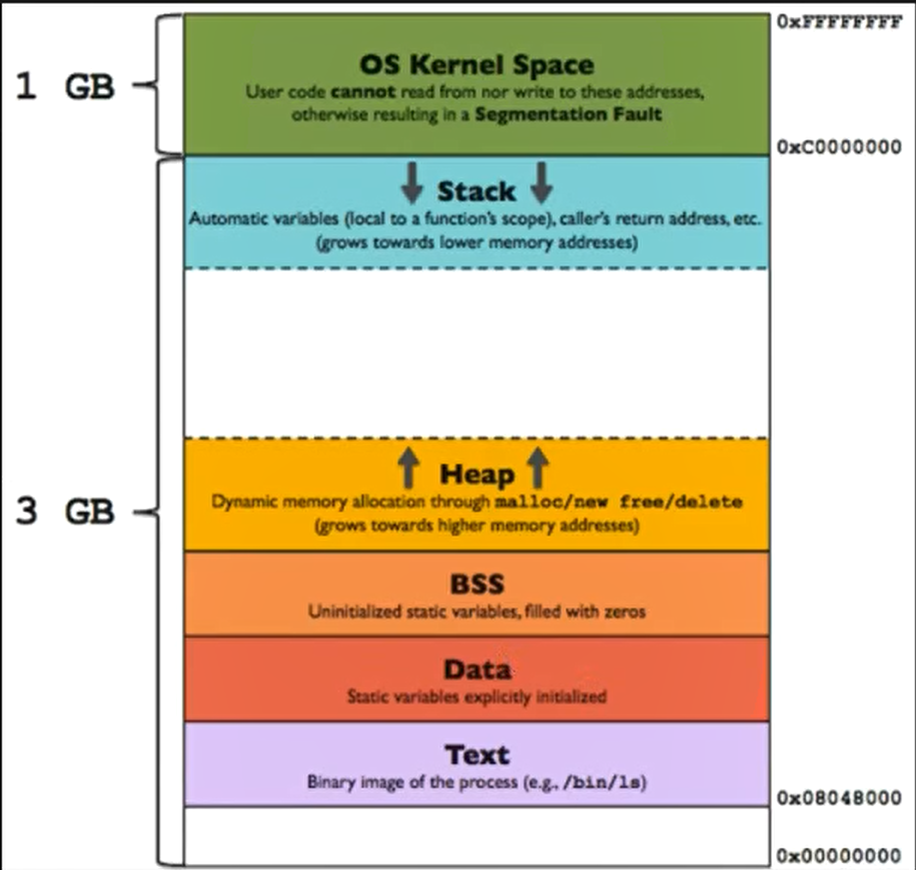 0xFFFFFFFF
1 GB
OS Kernel Space
User code cannot read from nor write to these addresses,
otherwise resulting in a Segmentation Fault
0xC0000000
Stack
Automatic variables (local to a function's scope), caller's return address, etc.
(grows towards lower memory addresses)
Heap
Dynamic memory allocation through malloc/new free/delete
(grows towards higher memory addresses)
3 GB
BSS
Uninitialized static variables, filled with zeros
Data
Static variables explicitly initialized
Text
Binary image of the process (e.g., /bin/ls)
0x08048000
0x00000000